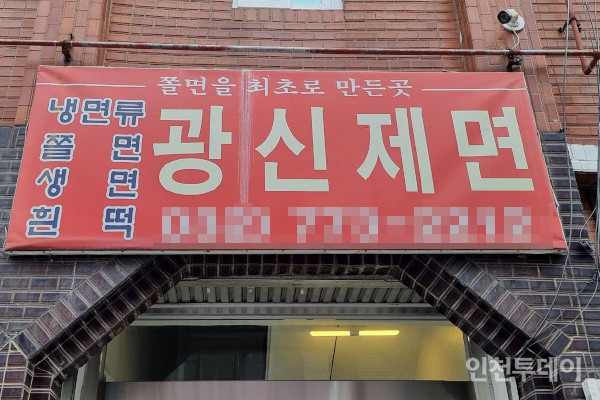 쫄면을 최초로 만든곳
냉면류
쫄 면
생 면
흰 떡
광신제면
인천투데이